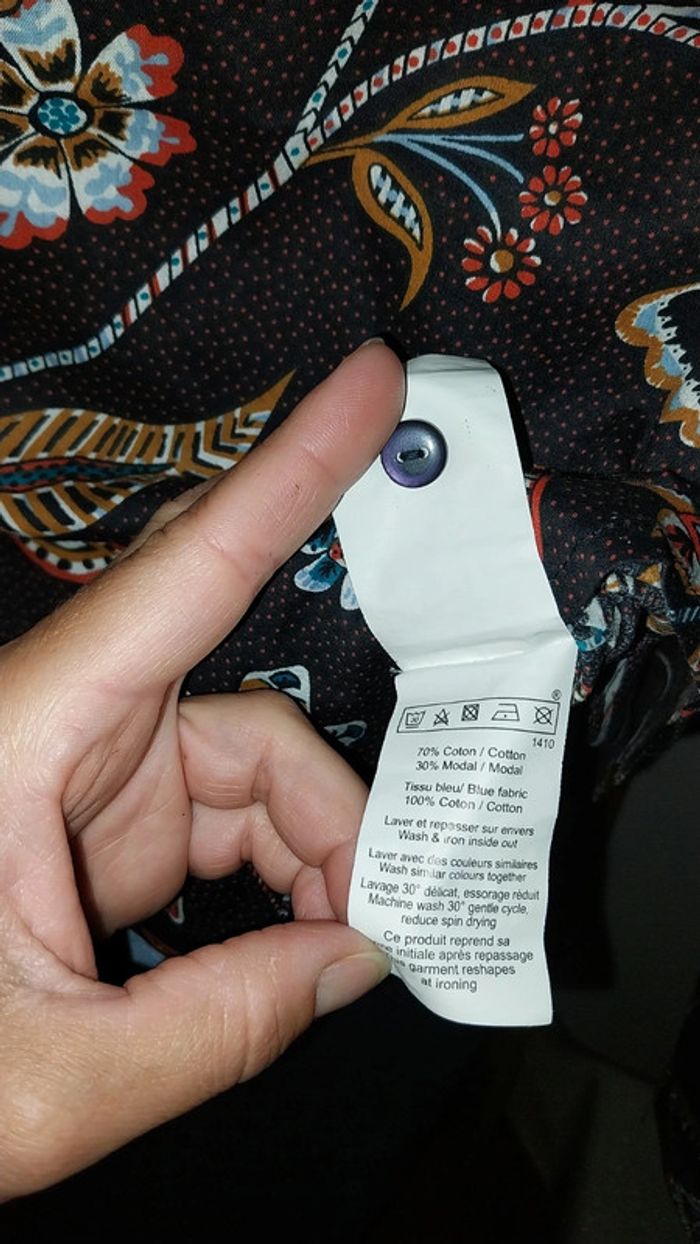 ®
30
1410
70% Coton / Cotton
30% Modal / Modal
Tissu bleu/ Blue fabric
100% Coton / Cotton
Laver et repasser sur envers
Wash & iron inside out
Laver avec des couleurs similaires
Wash similar colours together
Lavage 30° délicat, essorage réduit
Machine wash 30° gentle cycle,
reduce spin drying
Ce produit reprend sa
initiale après repassage
garment reshapes
at ironing